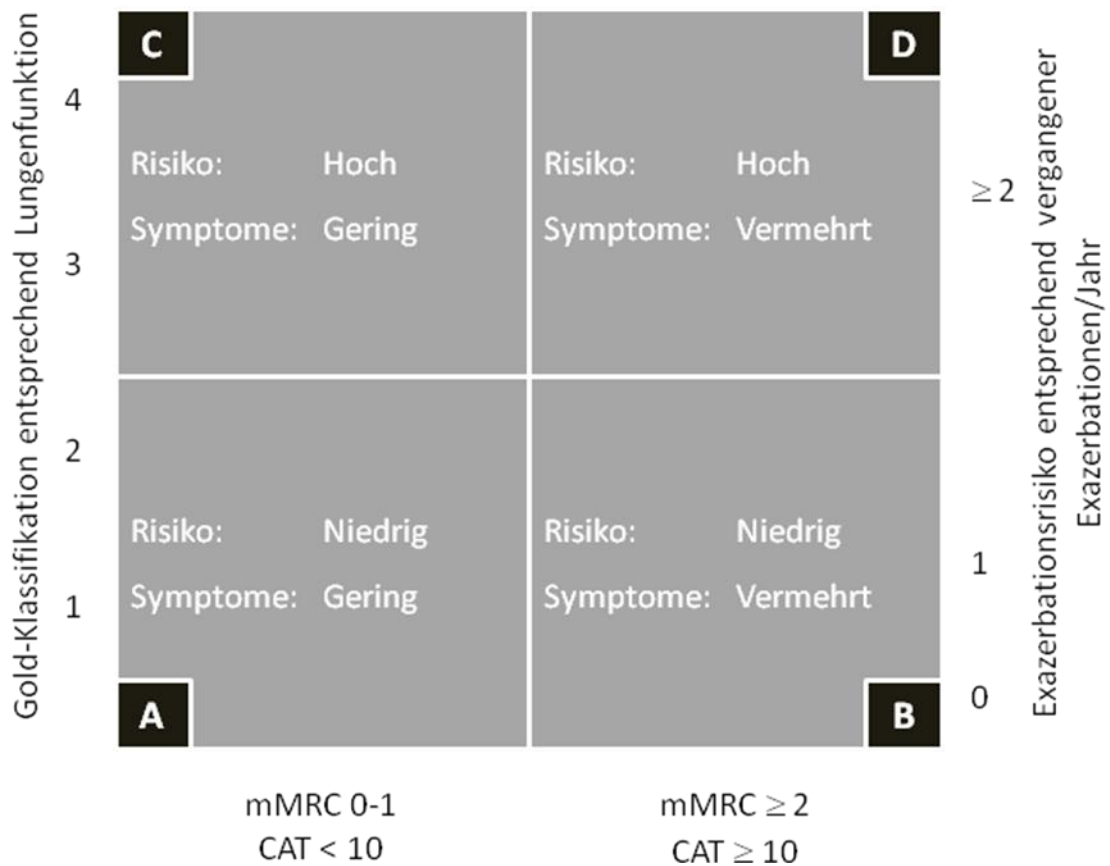 Gold-Klassifikation entsprechend Lungenfunktion
4
3
2
1
C
Risiko: Hoch
Symptome: Gering
D
Risiko: Hoch
Symptome: Vermehrt
A
Risiko: Niedrig
Symptome: Gering
B
Risiko: Niedrig
Symptome: Vermehrt
≥ 2
1
0
Exazerbationsrisiko entsprechend vergangener
Exazerbationen/Jahr
mMRC 0-1
CAT < 10
mMRC ≥ 2
CAT ≥ 10